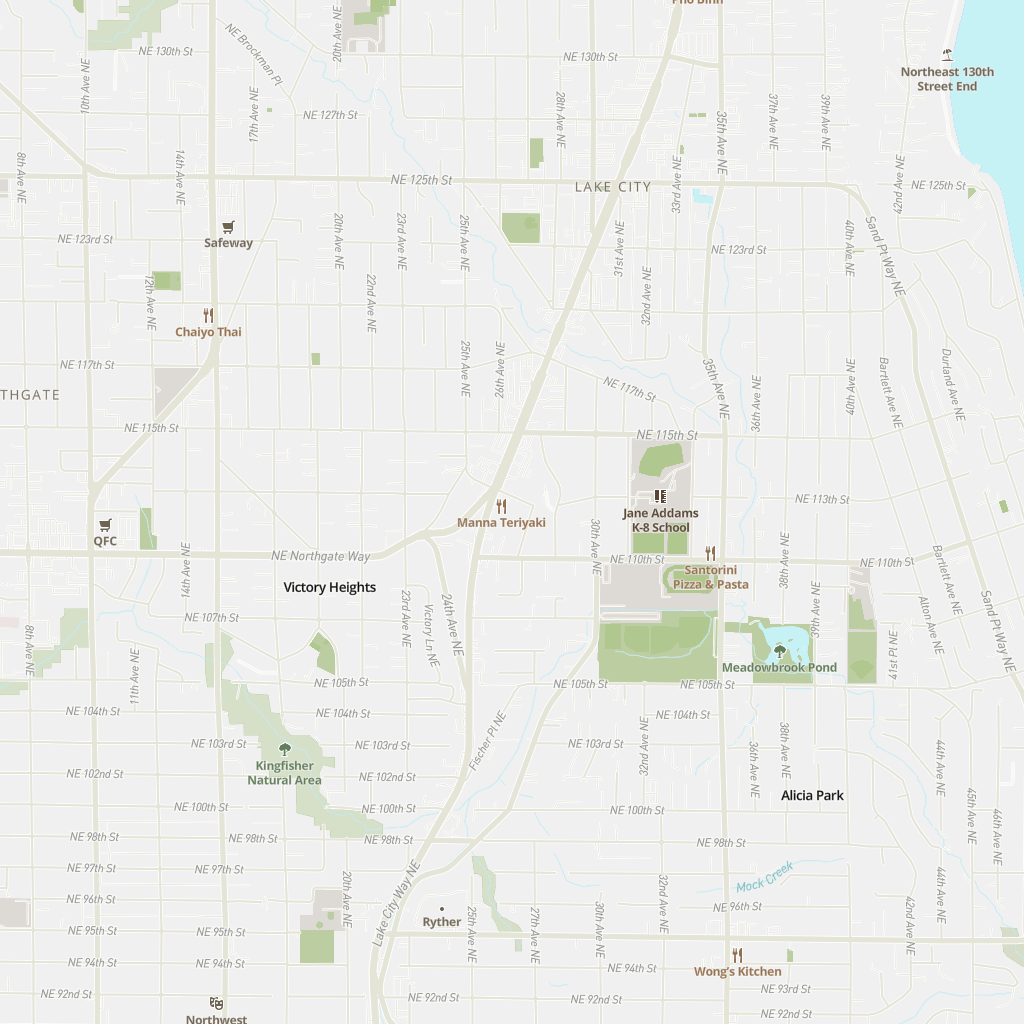 Pho Binh
NE Brockman Pl
20th Ave NE
NE 130th St
NE 130th St
Northeast 130th
Street End
10th Ave NE
17th Ave NE
NE 127th St
28th Ave NE
35th Ave NE
37th Ave NE
39th Ave NE
8th Ave NE
14th Ave NE
NE 125th St
LAKE CITY
33rd Ave NE
42nd Ave NE
NE 125th St
NE 123rd St
Safeway
20th Ave NE
23rd Ave NE
25th Ave NE
31st Ave NE
NE 123rd St
40th Ave NE
Sand Pt Way NE
12th Ave NE
22nd Ave NE
32nd Ave NE
Chaiyo Thai
NE 117th St
25th Ave NE
26th Ave NE
NE 117th St
35th Ave NE
36th Ave NE
40th Ave NE
Bartlett Ave NE
Durland Ave NE
THGATE
NE 115th St
NE 115th St
NE 113th St
Jane Addams
K-8 School
Manna Teriyaki
QFC
NE Northgate Way
30th Ave NE
NE 110th St
Santorini
Pizza & Pasta
38th Ave NE
NE 110th St
Bartlett Ave NE
14th Ave NE
Victory Heights
23rd Ave NE
Victory Ln NE
24th Ave NE
39th Ave NE
Alton Ave NE
Sand Pt Way NE
NE 107th St
8th Ave NE
11th Ave NE
41st Pl NE
Meadowbrook Pond
NE 105th St
NE 105th St
NE 105th St
NE 104th St
NE 104th St
NE 104th St
Fischer Pl NE
32nd Ave NE
36th Ave NE
38th Ave NE
44th Ave NE
NE 103rd St
NE 103rd St
NE 103rd St
Kingfisher
Natural Area
NE 102nd St
NE 102nd St
Alicia Park
45th Ave NE
46th Ave NE
NE 100th St
NE 100th St
NE 100th St
NE 98th St
NE 98th St
NE 98th St
NE 98th St
NE 97th St
NE 97th St
Mock Creek
44th Ave NE
20th Ave NE
Lake City Way NE
32nd Ave NE
NE 96th St
NE 96th St
Ryther
25th Ave NE
27th Ave NE
30th Ave NE
42nd Ave NE
NE 95th St
NE 95th St
NE 94th St
NE 94th St
NE 94th St
Wong's Kitchen
NE 93rd St
NE 92nd St
NE 92nd St
NE 92nd St
NE 92nd St
Northwest